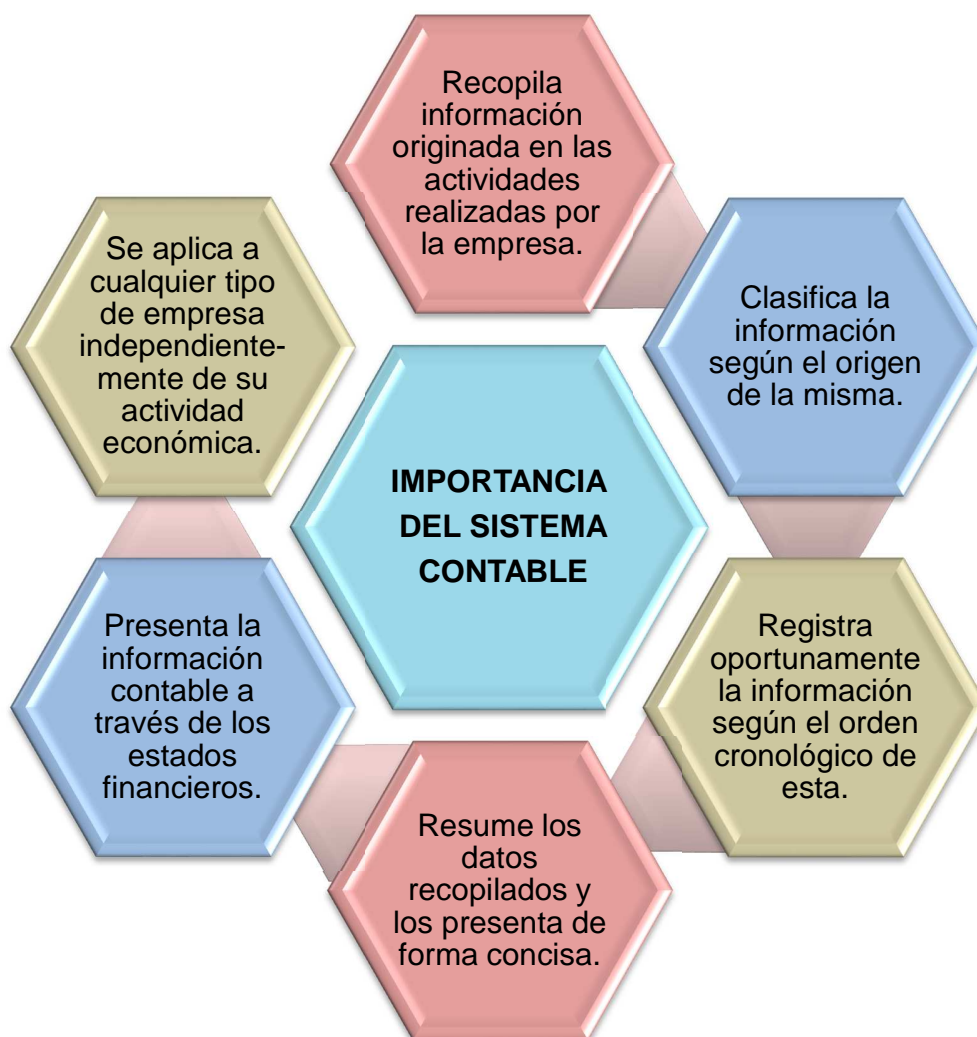 Recopila
información
originada en las
actividades
realizadas por
la empresa.
Clasifica la
información
según el origen
de la misma.
Registra
oportunamente
la información
según el orden
cronológico de
esta.
Resume los
datos
recopilados y
los presenta de
forma concisa.
Presenta la
información
contable a
través de los
estados
financieros.
Se aplica a
cualquier tipo
de empresa
independiente-
mente de su
actividad
económica.
IMPORTANCIA
DEL SISTEMA
CONTABLE